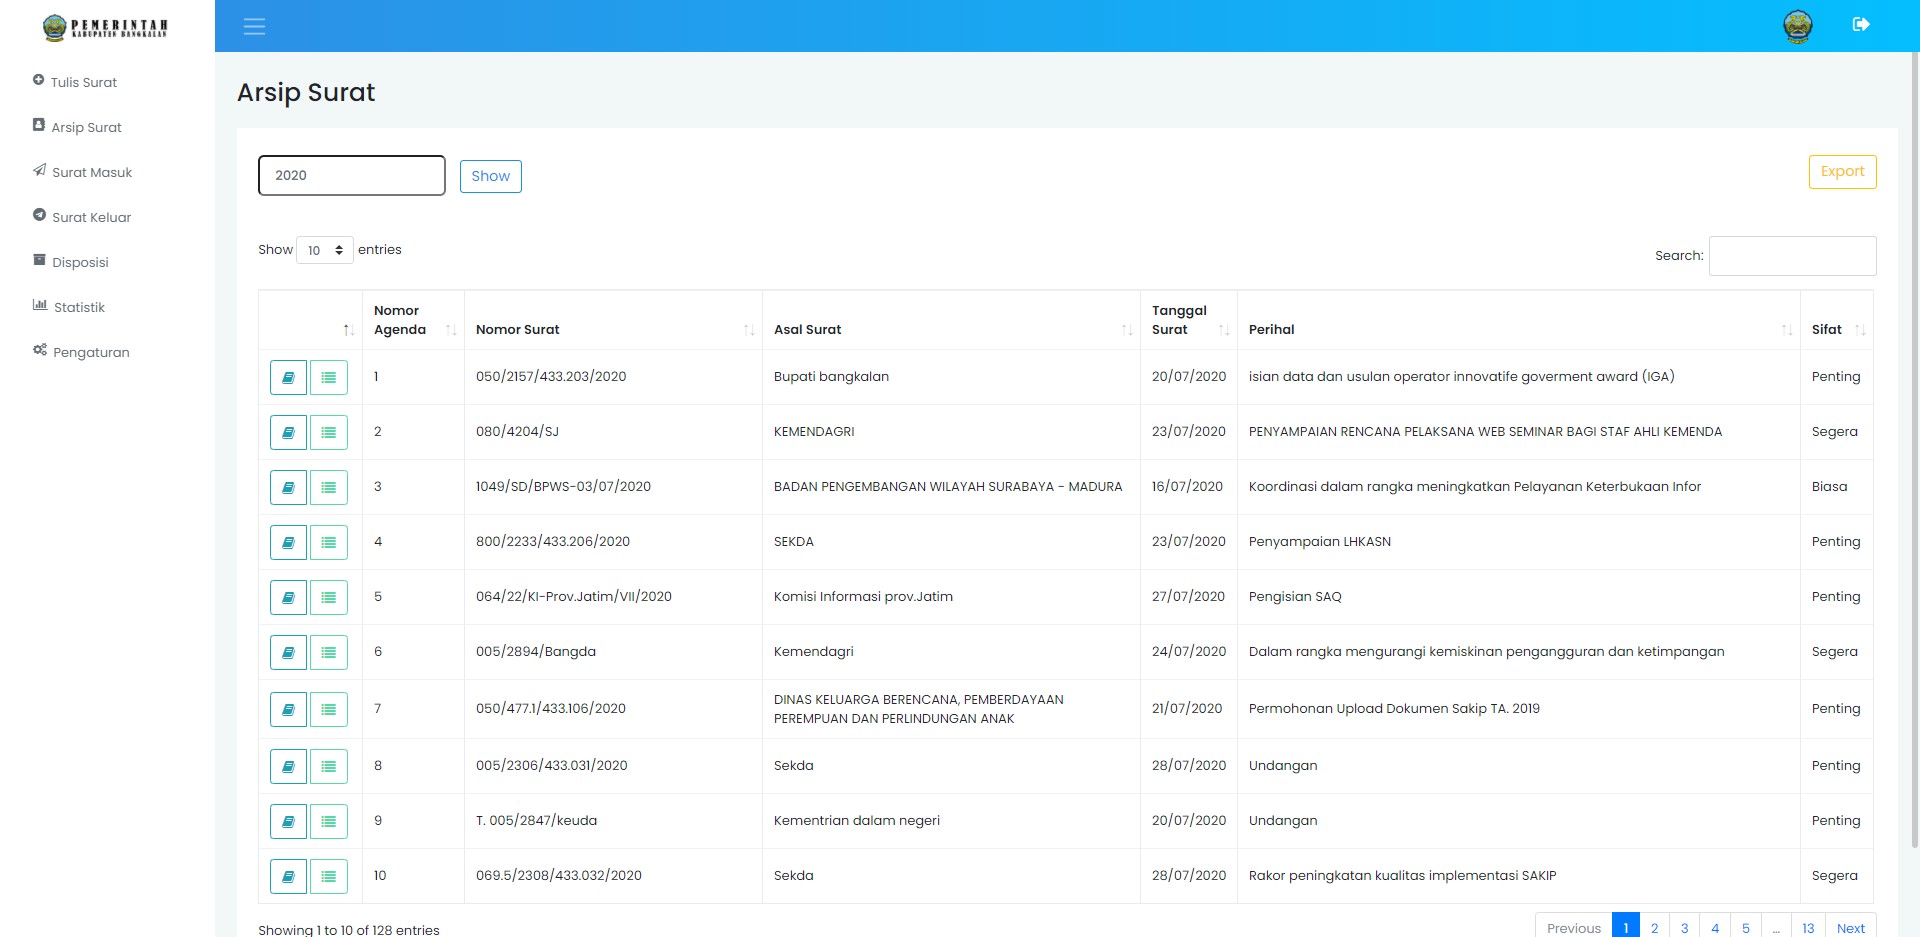 PEMERINTAH
KABUPATEN BANGKALAN
Tulis Surat
Arsip Surat
Surat Masuk
Surat Keluar
Disposisi
Statistik
Pengaturan
Arsip Surat
2020 Show Export
Show 10 entries Search:
Nomor Agenda Nomor Surat Asal Surat Tanggal Surat Perihal Sifat
1 050/2157/433.203/2020 Bupati bangkalan 20/07/2020 isian data dan usulan operator innovatife goverment award (IGA) Penting
2 080/4204/SJ KEMENDAGRI 23/07/2020 PENYAMPAIAN RENCANA PELAKSANA WEB SEMINAR BAGI STAF AHLI KEMENDA Segera
3 1049/SD/BPWS-03/07/2020 BADAN PENGEMBANGAN WILAYAH SURABAYA - MADURA 16/07/2020 Koordinasi dalam rangka meningkatkan Pelayanan Keterbukaan Infor Biasa
4 800/2233/433.206/2020 SEKDA 23/07/2020 Penyampaian LHKASN Penting
5 064/22/KI-Prov.Jatim/VII/2020 Komisi Informasi prov.Jatim 27/07/2020 Pengisian SAQ Penting
6 005/2894/Bangda Kemendagri 24/07/2020 Dalam rangka mengurangi kemiskinan pengangguran dan ketimpangan Segera
7 050/477.1/433.106/2020 DINAS KELUARGA BERENCANA, PEMBERDAYAAN PEREMPUAN DAN PERLINDUNGAN ANAK 21/07/2020 Permohonan Upload Dokumen Sakip TA. 2019 Penting
8 005/2306/433.031/2020 Sekda 28/07/2020 Undangan Penting
9 T. 005/2847/keuda Kementrian dalam negeri 20/07/2020 Undangan Penting
10 069.5/2308/433.032/2020 Sekda 28/07/2020 Rakor peningkatan kualitas implementasi SAKIP Segera
Showing 1 to 10 of 128 entries Previous 1 2 3 4 5 … 13 Next